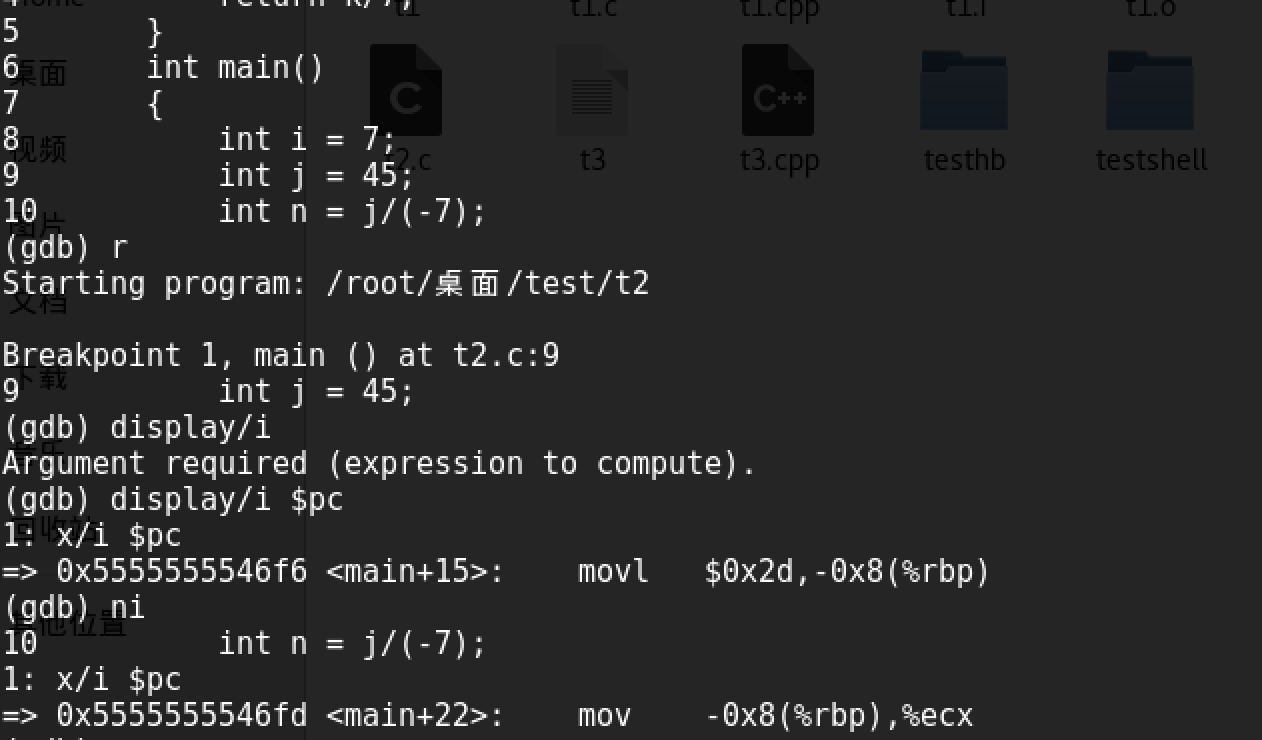 return k/7;
5 }
6 int main()
7 {
8 int i = 7;
9 int j = 45;
10 int n = j/(-7);
(gdb) r
Starting program: /root/桌面/test/t2
Breakpoint 1, main () at t2.c:9
9 int j = 45;
(gdb) display/i
Argument required (expression to compute).
(gdb) display/i $pc
1: x/i $pc
=> 0x5555555546f6 <main+15>: movl $0x2d,-0x8(%rbp)
(gdb) ni
10 int n = j/(-7);
1: x/i $pc
=> 0x5555555546fd <main+22>: mov -0x8(%rbp),%ecx
Home
桌面
视频
图片
文档
下载
音乐
回收站
其他位置
t1
t1.c
t1.cpp
t1.i
t1.o
t2.c
t3
t3.cpp
testhb
testshell
C
C++